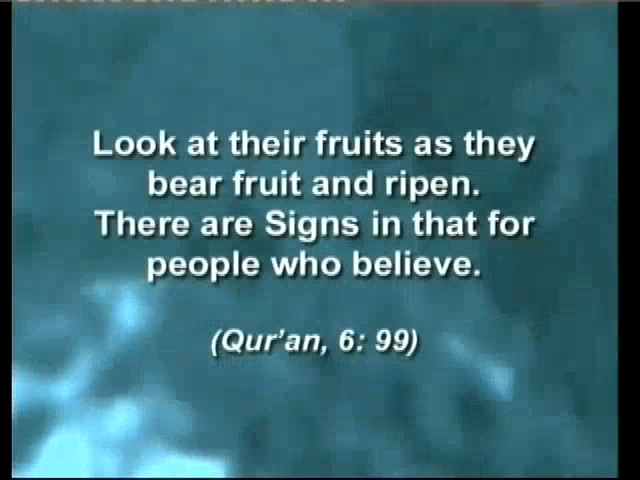 Look at their fruits as they
bear fruit and ripen.
There are Signs in that for
people who believe.
(Qur'an, 6: 99)